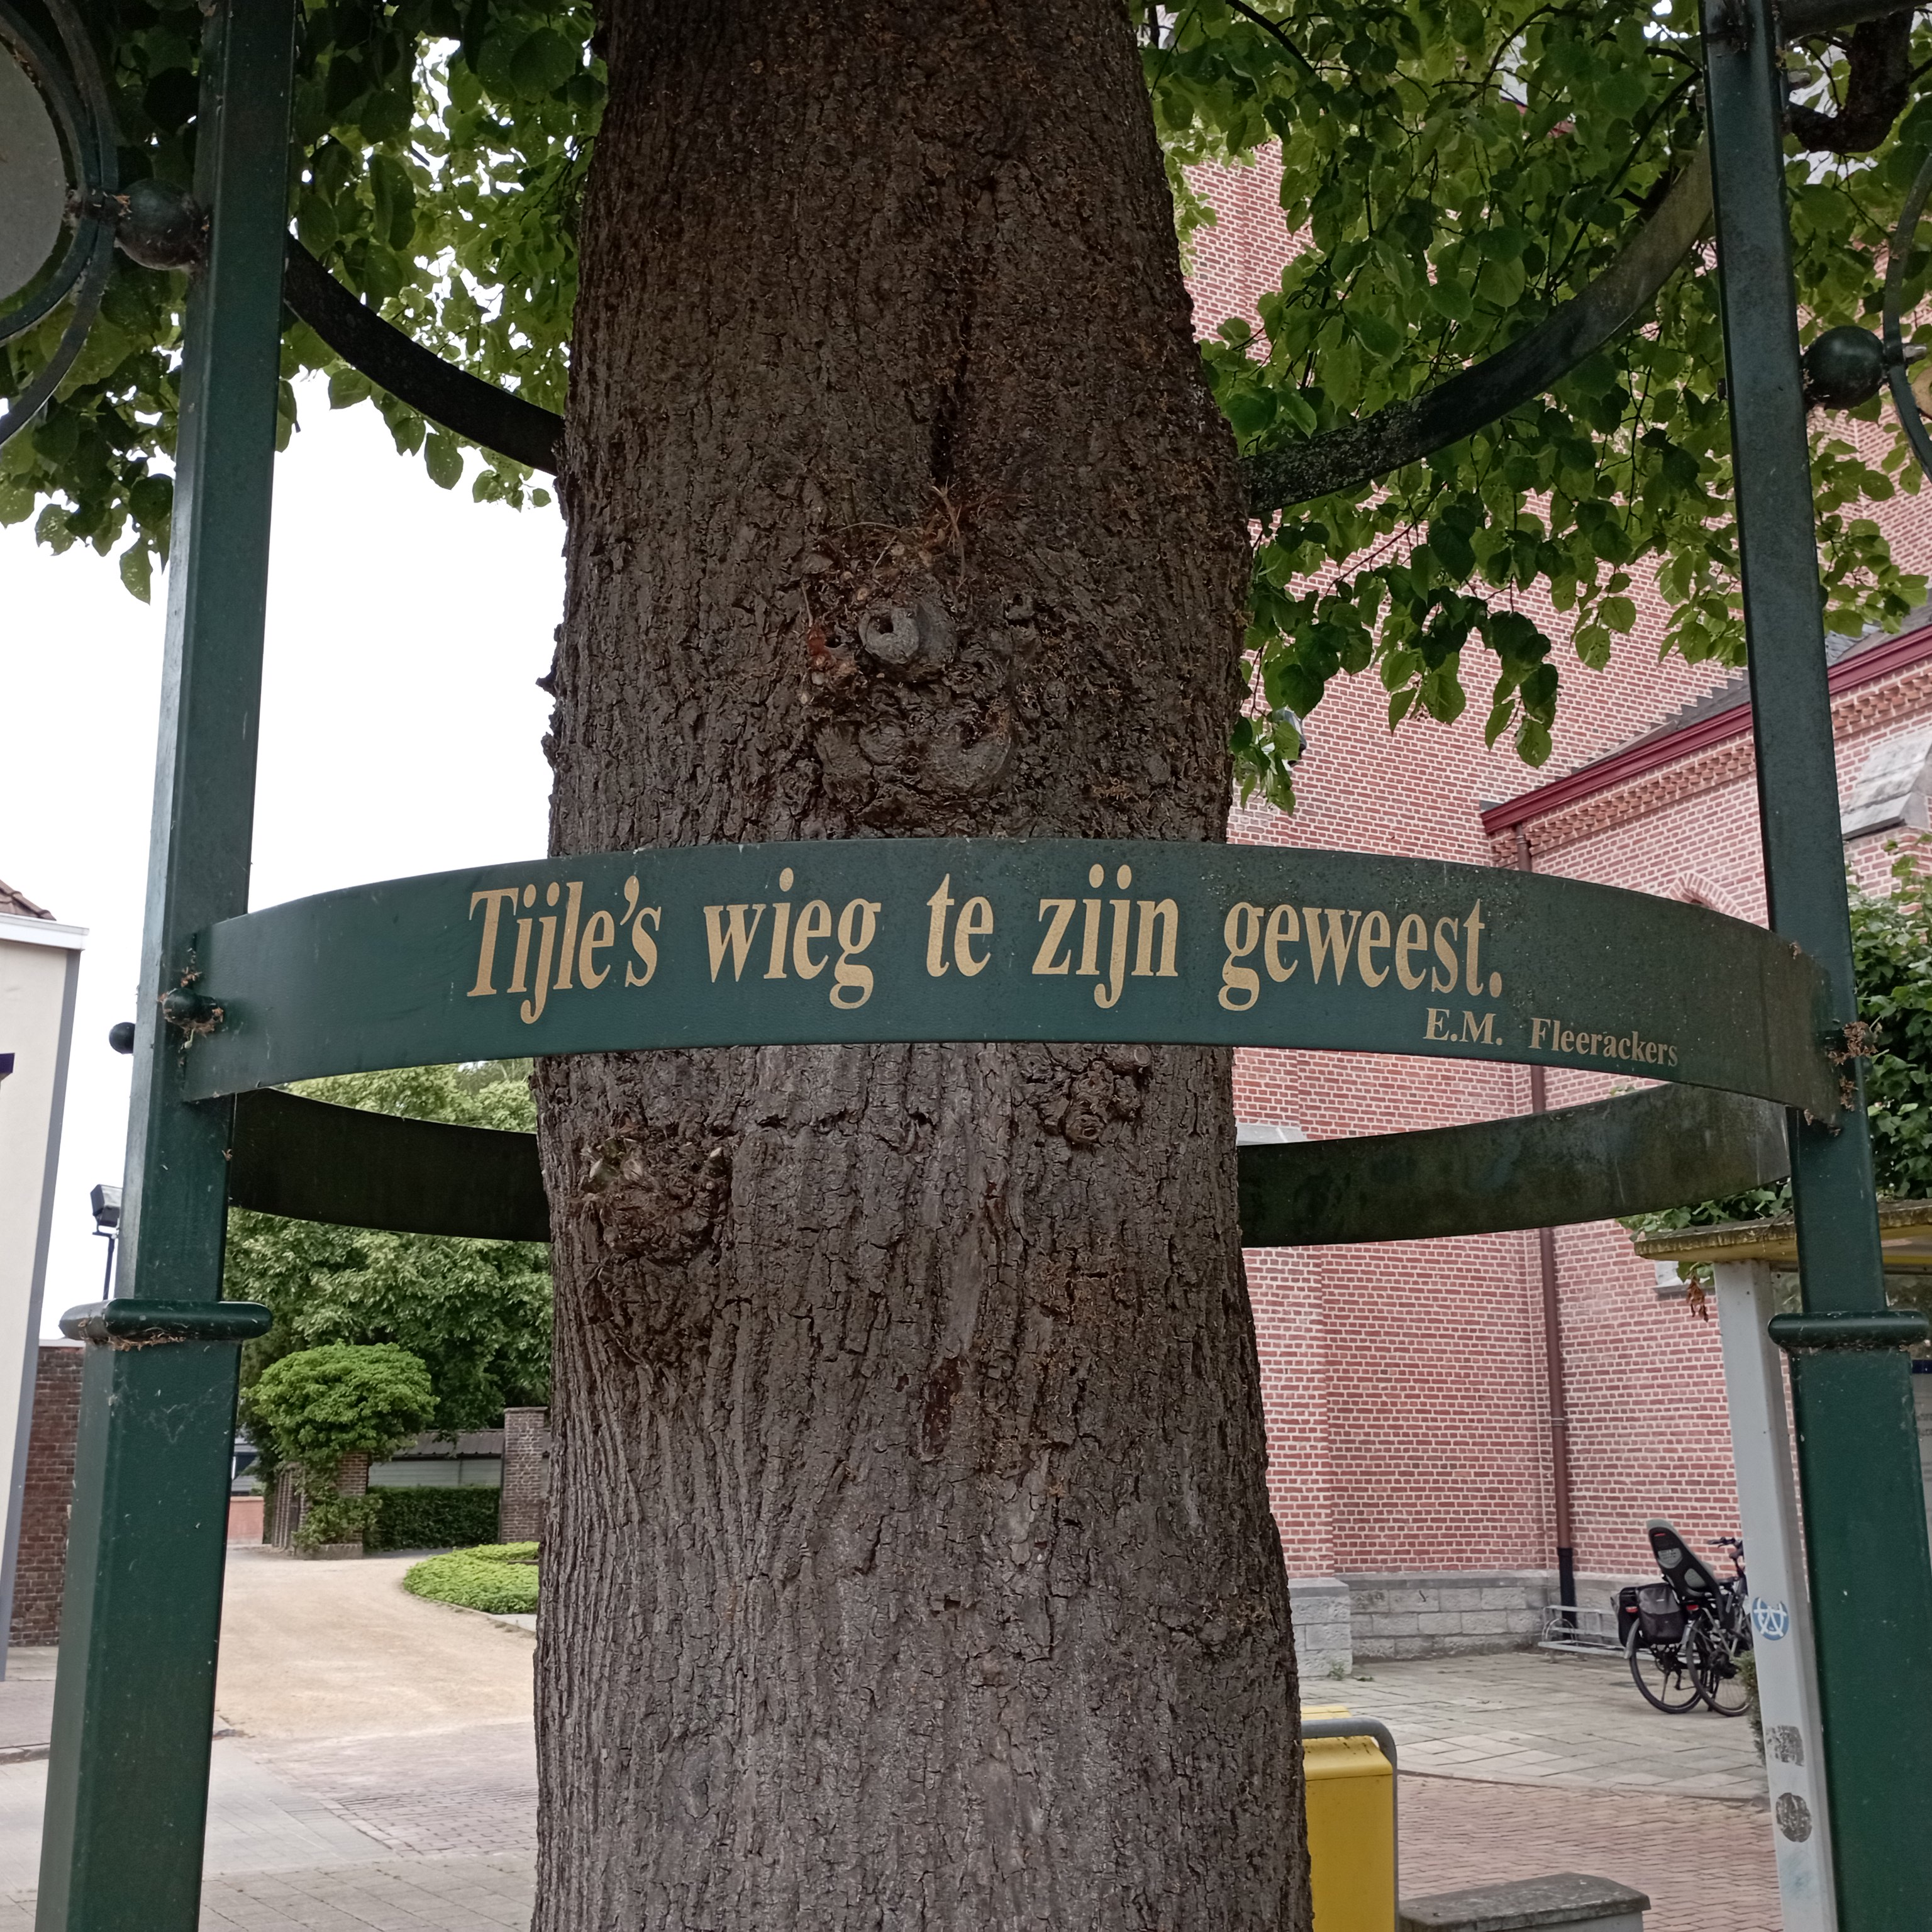 Tijle's wieg te zijn geweest.
E.M. Fleerackers